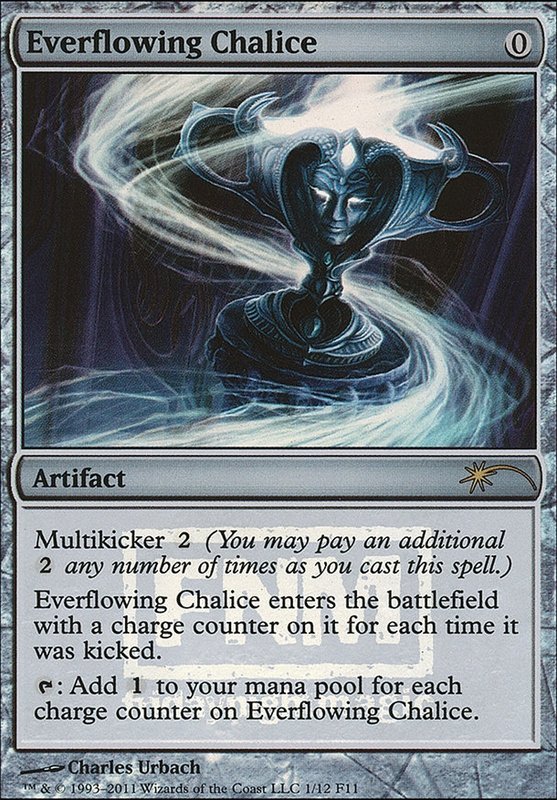 Everflowing Chalice 0
Artifact
Multikicker 2 (You may pay an additional
2 any number of times as you cast this spell.)
Everflowing Chalice enters the battlefield
with a charge counter on it for each time it
was kicked.
: Add 1 to your mana pool for each
charge counter on Everflowing Chalice.
FNM
Charles Urbach
™ & © 1993–2011 Wizards of the Coast LLC 1/12 F11